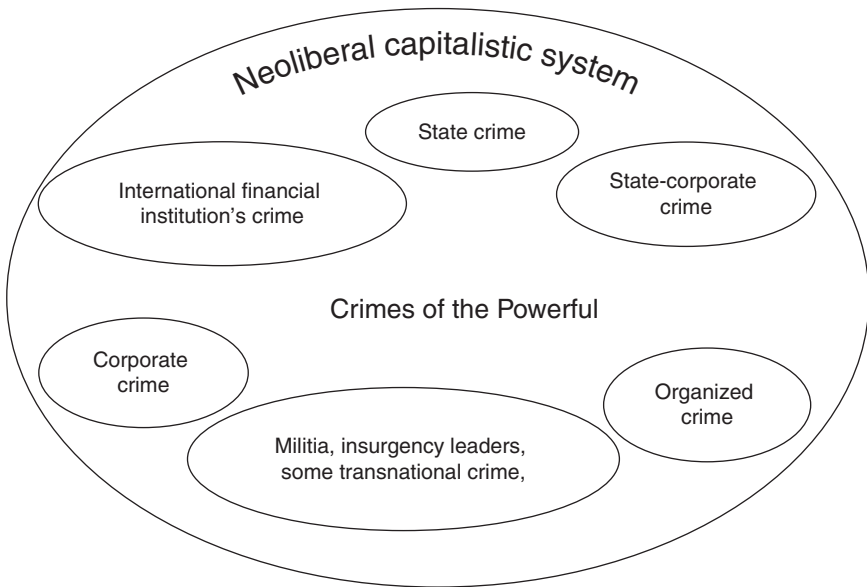 Neoliberal capitalistic system
State crime
International financial
institution’s crime
State-corporate
crime
Crimes of the Powerful
Corporate
crime
Organized
crime
Militia, insurgency leaders,
some transnational crime,